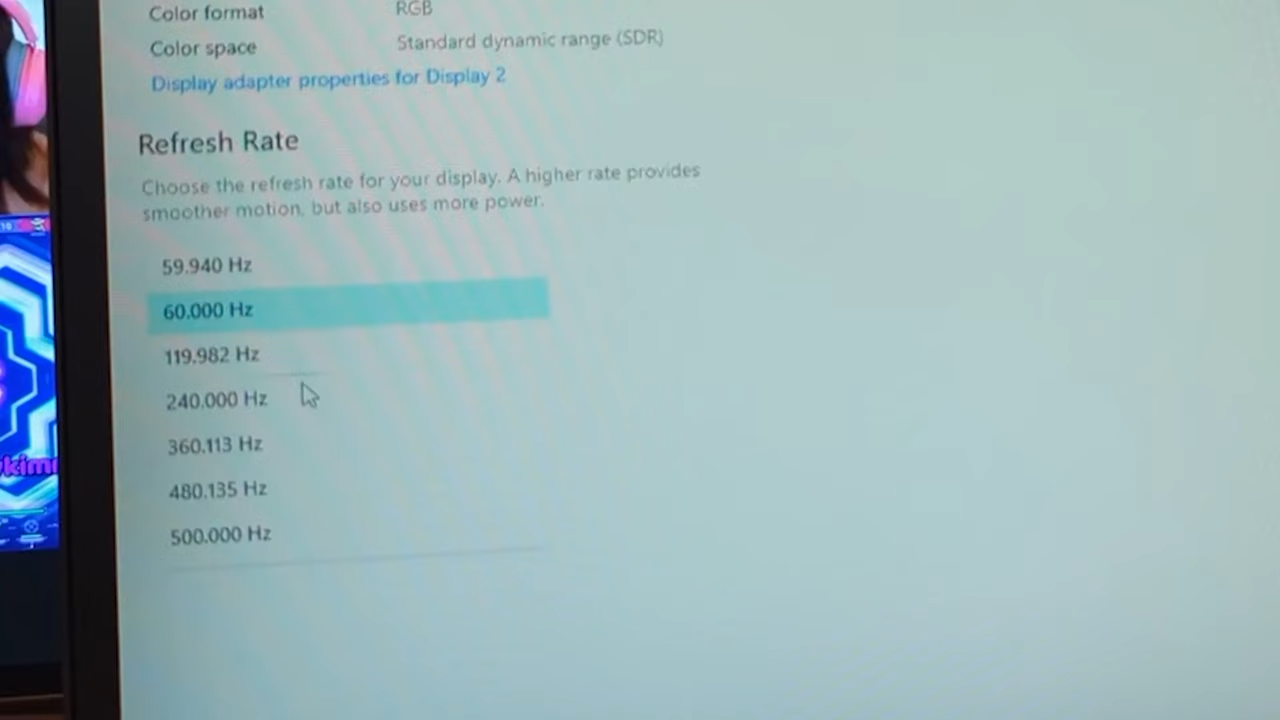 Color format RGB
Color space Standard dynamic range (SDR)
Display adapter properties for Display 2
Refresh Rate
Choose the refresh rate for your display. A higher rate provides
smoother motion, but also uses more power.
59.940 Hz
60.000 Hz
119.982 Hz
240.000 Hz
360.113 Hz
480.135 Hz
500.000 Hz